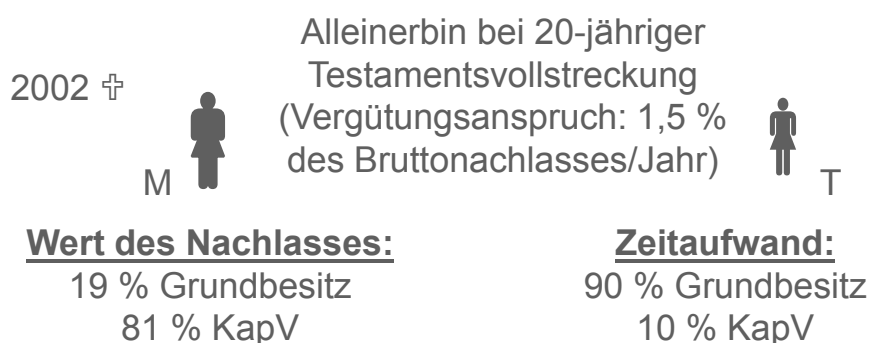 Alleinerbin bei 20-jähriger
2002 ✞
Testamentsvollstreckung
(Vergütungsanspruch: 1,5 %
des Bruttonachlasses/Jahr)
M
T
Wert des Nachlasses:
19 % Grundbesitz
81 % KapV
Zeitaufwand:
90 % Grundbesitz
10 % KapV